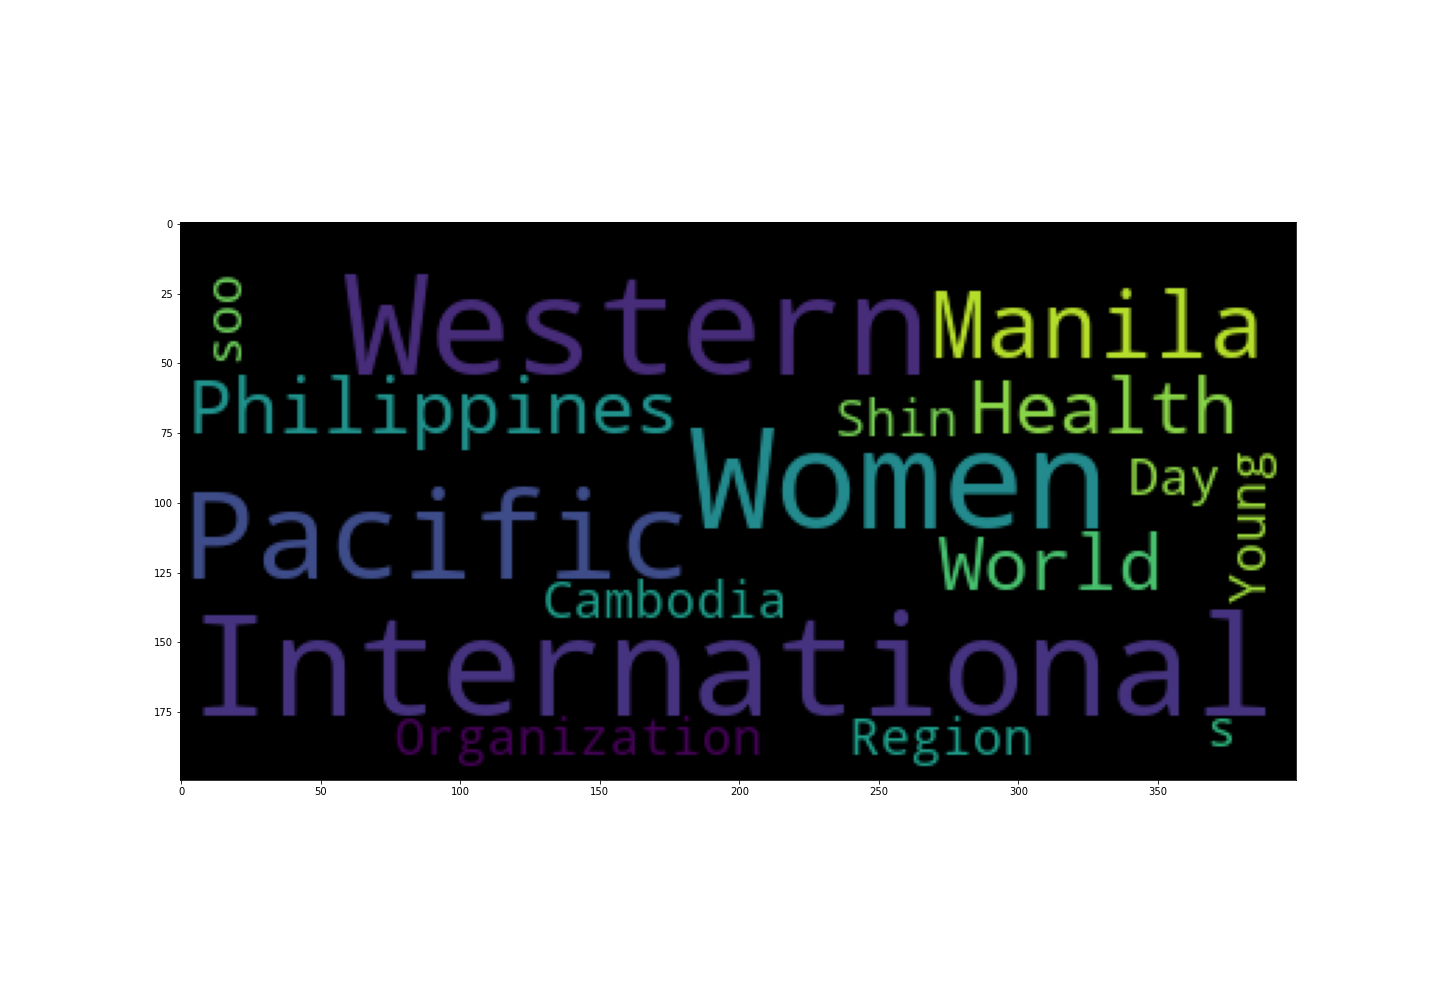 0
25
50
75
100
125
150
175
soo
Western
Manila
Philippines
Shin
Health
Women
Day
Young
Pacific
World
Cambodia
International
Organization
Region
s
0
50
100
150
200
250
300
350